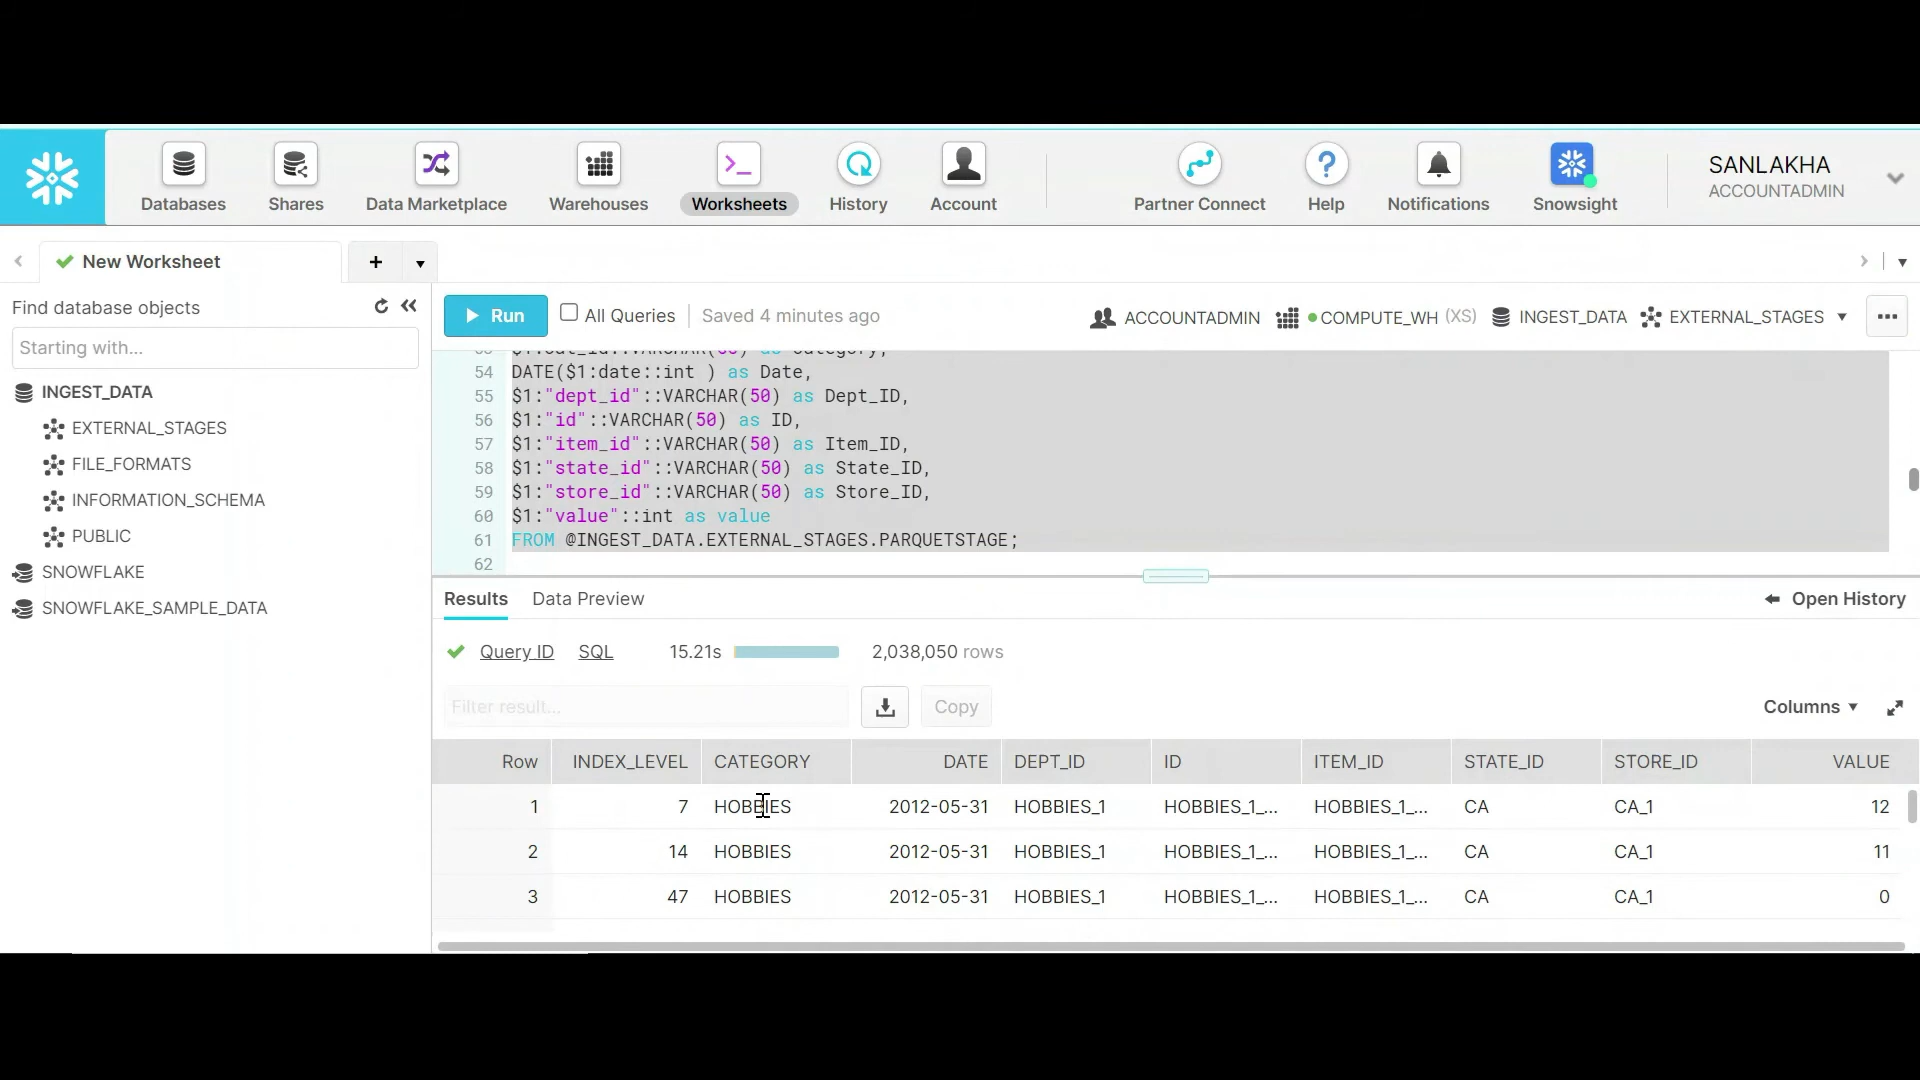 Databases
Shares
Data Marketplace
Warehouses
Worksheets
History
Account
Partner Connect
Help
Notifications
Snowsight
SANLAKHA
ACCOUNTADMIN
New Worksheet
Find database objects
Starting with...
INGEST_DATA
EXTERNAL_STAGES
FILE_FORMATS
INFORMATION_SCHEMA
PUBLIC
SNOWFLAKE
SNOWFLAKE_SAMPLE_DATA
Run All Queries Saved 4 minutes ago ACCOUNTADMIN COMPUTE_WH (XS) INGEST_DATA EXTERNAL_STAGES
54 DATE($1:date::int ) as Date,
55 $1:"dept_id"::VARCHAR(50) as Dept_ID,
56 $1:"id"::VARCHAR(50) as ID,
57 $1:"item_id"::VARCHAR(50) as Item_ID,
58 $1:"state_id"::VARCHAR(50) as State_ID,
59 $1:"store_id"::VARCHAR(50) as Store_ID,
60 $1:"value"::int as value
61 FROM @INGEST_DATA.EXTERNAL_STAGES.PARQUETSTAGE;
62
Results Data Preview Open History
Query ID SQL 15.21s 2,038,050 rows
Filter result... Copy Columns
Row INDEX_LEVEL CATEGORY DATE DEPT_ID ID ITEM_ID STATE_ID STORE_ID VALUE
1 7 HOBBIES 2012-05-31 HOBBIES_1 HOBBIES_1_... HOBBIES_1_... CA CA_1 12
2 14 HOBBIES 2012-05-31 HOBBIES_1 HOBBIES_1_... HOBBIES_1_... CA CA_1 11
3 47 HOBBIES 2012-05-31 HOBBIES_1 HOBBIES_1_... HOBBIES_1_... CA CA_1 0